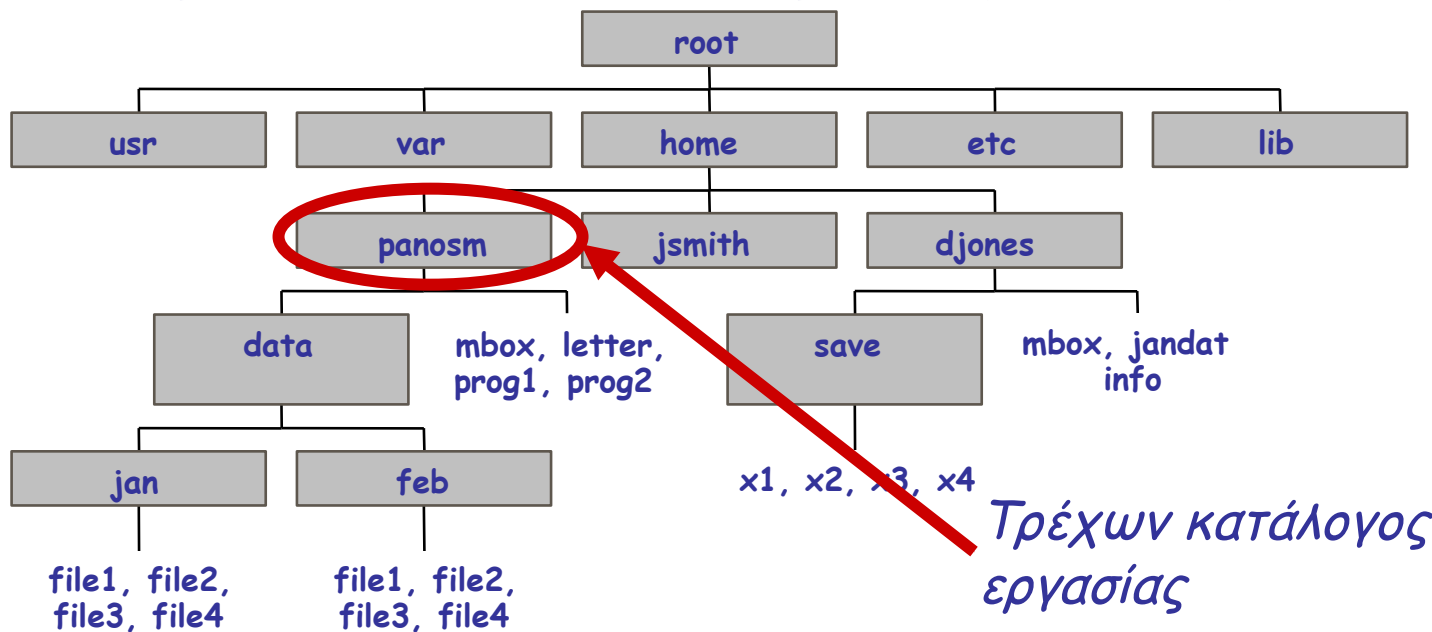 root
usr
var
home
etc
lib
panosm
jsmith
djones
data
mbox, letter,
prog1, prog2
save
mbox, jandat
info
jan
feb
x1, x2, x3, x4
Τρέχων κατάλογος
εργασίας
file1, file2,
file3, file4
file1, file2,
file3, file4